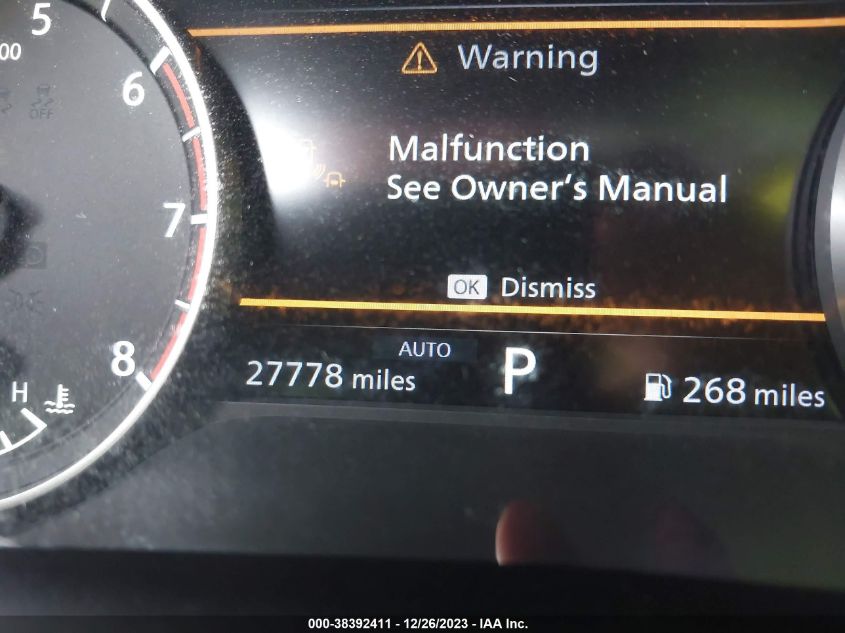 5
00
6
OFF
7
8
H
Warning
Malfunction
See Owner's Manual
OK Dismiss
AUTO
27778 miles
P
268 miles
000-38392411 - 12/26/2023 - IAA Inc.